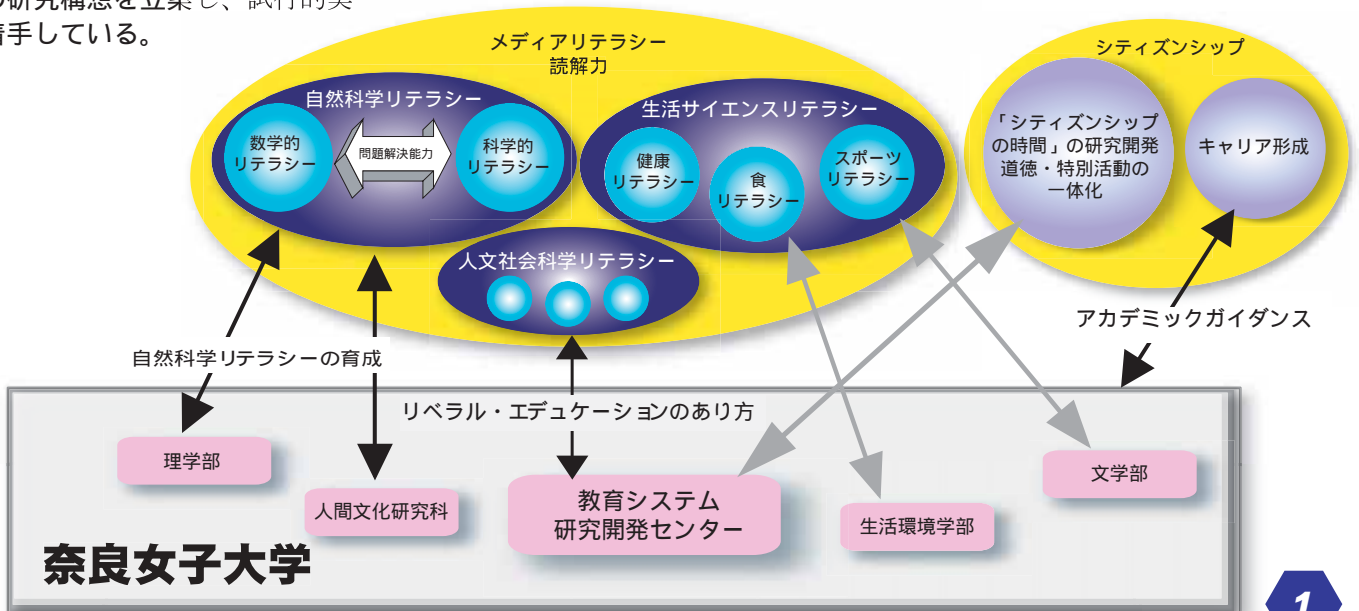 の研究構想を立案し、試行的実
着手している。
メディアリテラシー
読解力
シティズンシップ
自然科学リテラシー
数学的
リテラシー
問題解決能力
科学的
リテラシー
生活サイエンスリテラシー
健康
リテラシー
食
リテラシー
スポーツ
リテラシー
「シティズンシップ
の時間」の研究開発
道徳・特別活動の
一体化
キャリア形成
人文社会科学リテラシー
アカデミックガイダンス
自然科学リテラシーの育成
リベラル・エデュケーションのあり方
理学部
人間文化研究科
教育システム
研究開発センター
生活環境学部
文学部
奈良女子大学
1